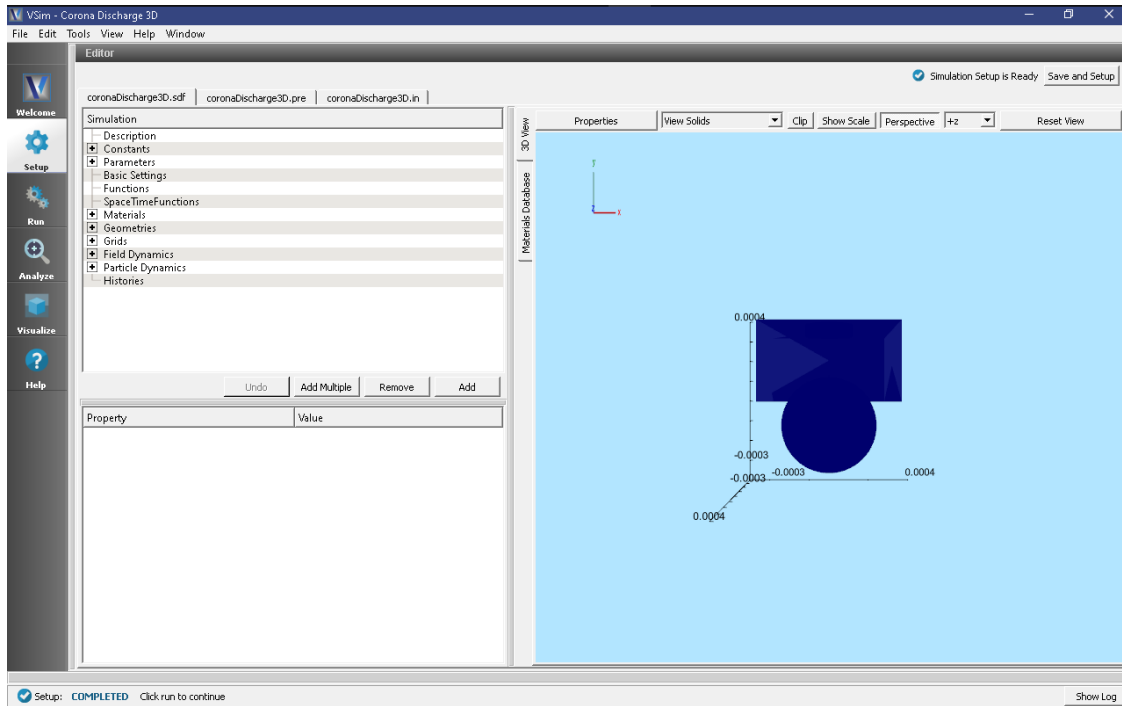 VSim - Corona Discharge 3D
File Edit Tools View Help Window
Editor
Simulation Setup is Ready Save and Setup
coronaDischarge3D.sdf coronaDischarge3D.pre coronaDischarge3D.in
Welcome
Setup
Run
Analyze
Visualize
Help
Simulation
Description
Constants
Parameters
Basic Settings
Functions
SpaceTimeFunctions
Materials
Geometries
Grids
Field Dynamics
Particle Dynamics
Histories
Undo Add Multiple Remove Add
Property Value
3D View
Materials Database
Properties View Solids Clip Show Scale Perspective +z Reset View
y
z x
0.0004
-0.0003
-0.0003 -0.0003 0.0004
0.0004
Setup: COMPLETED Click run to continue
Show Log